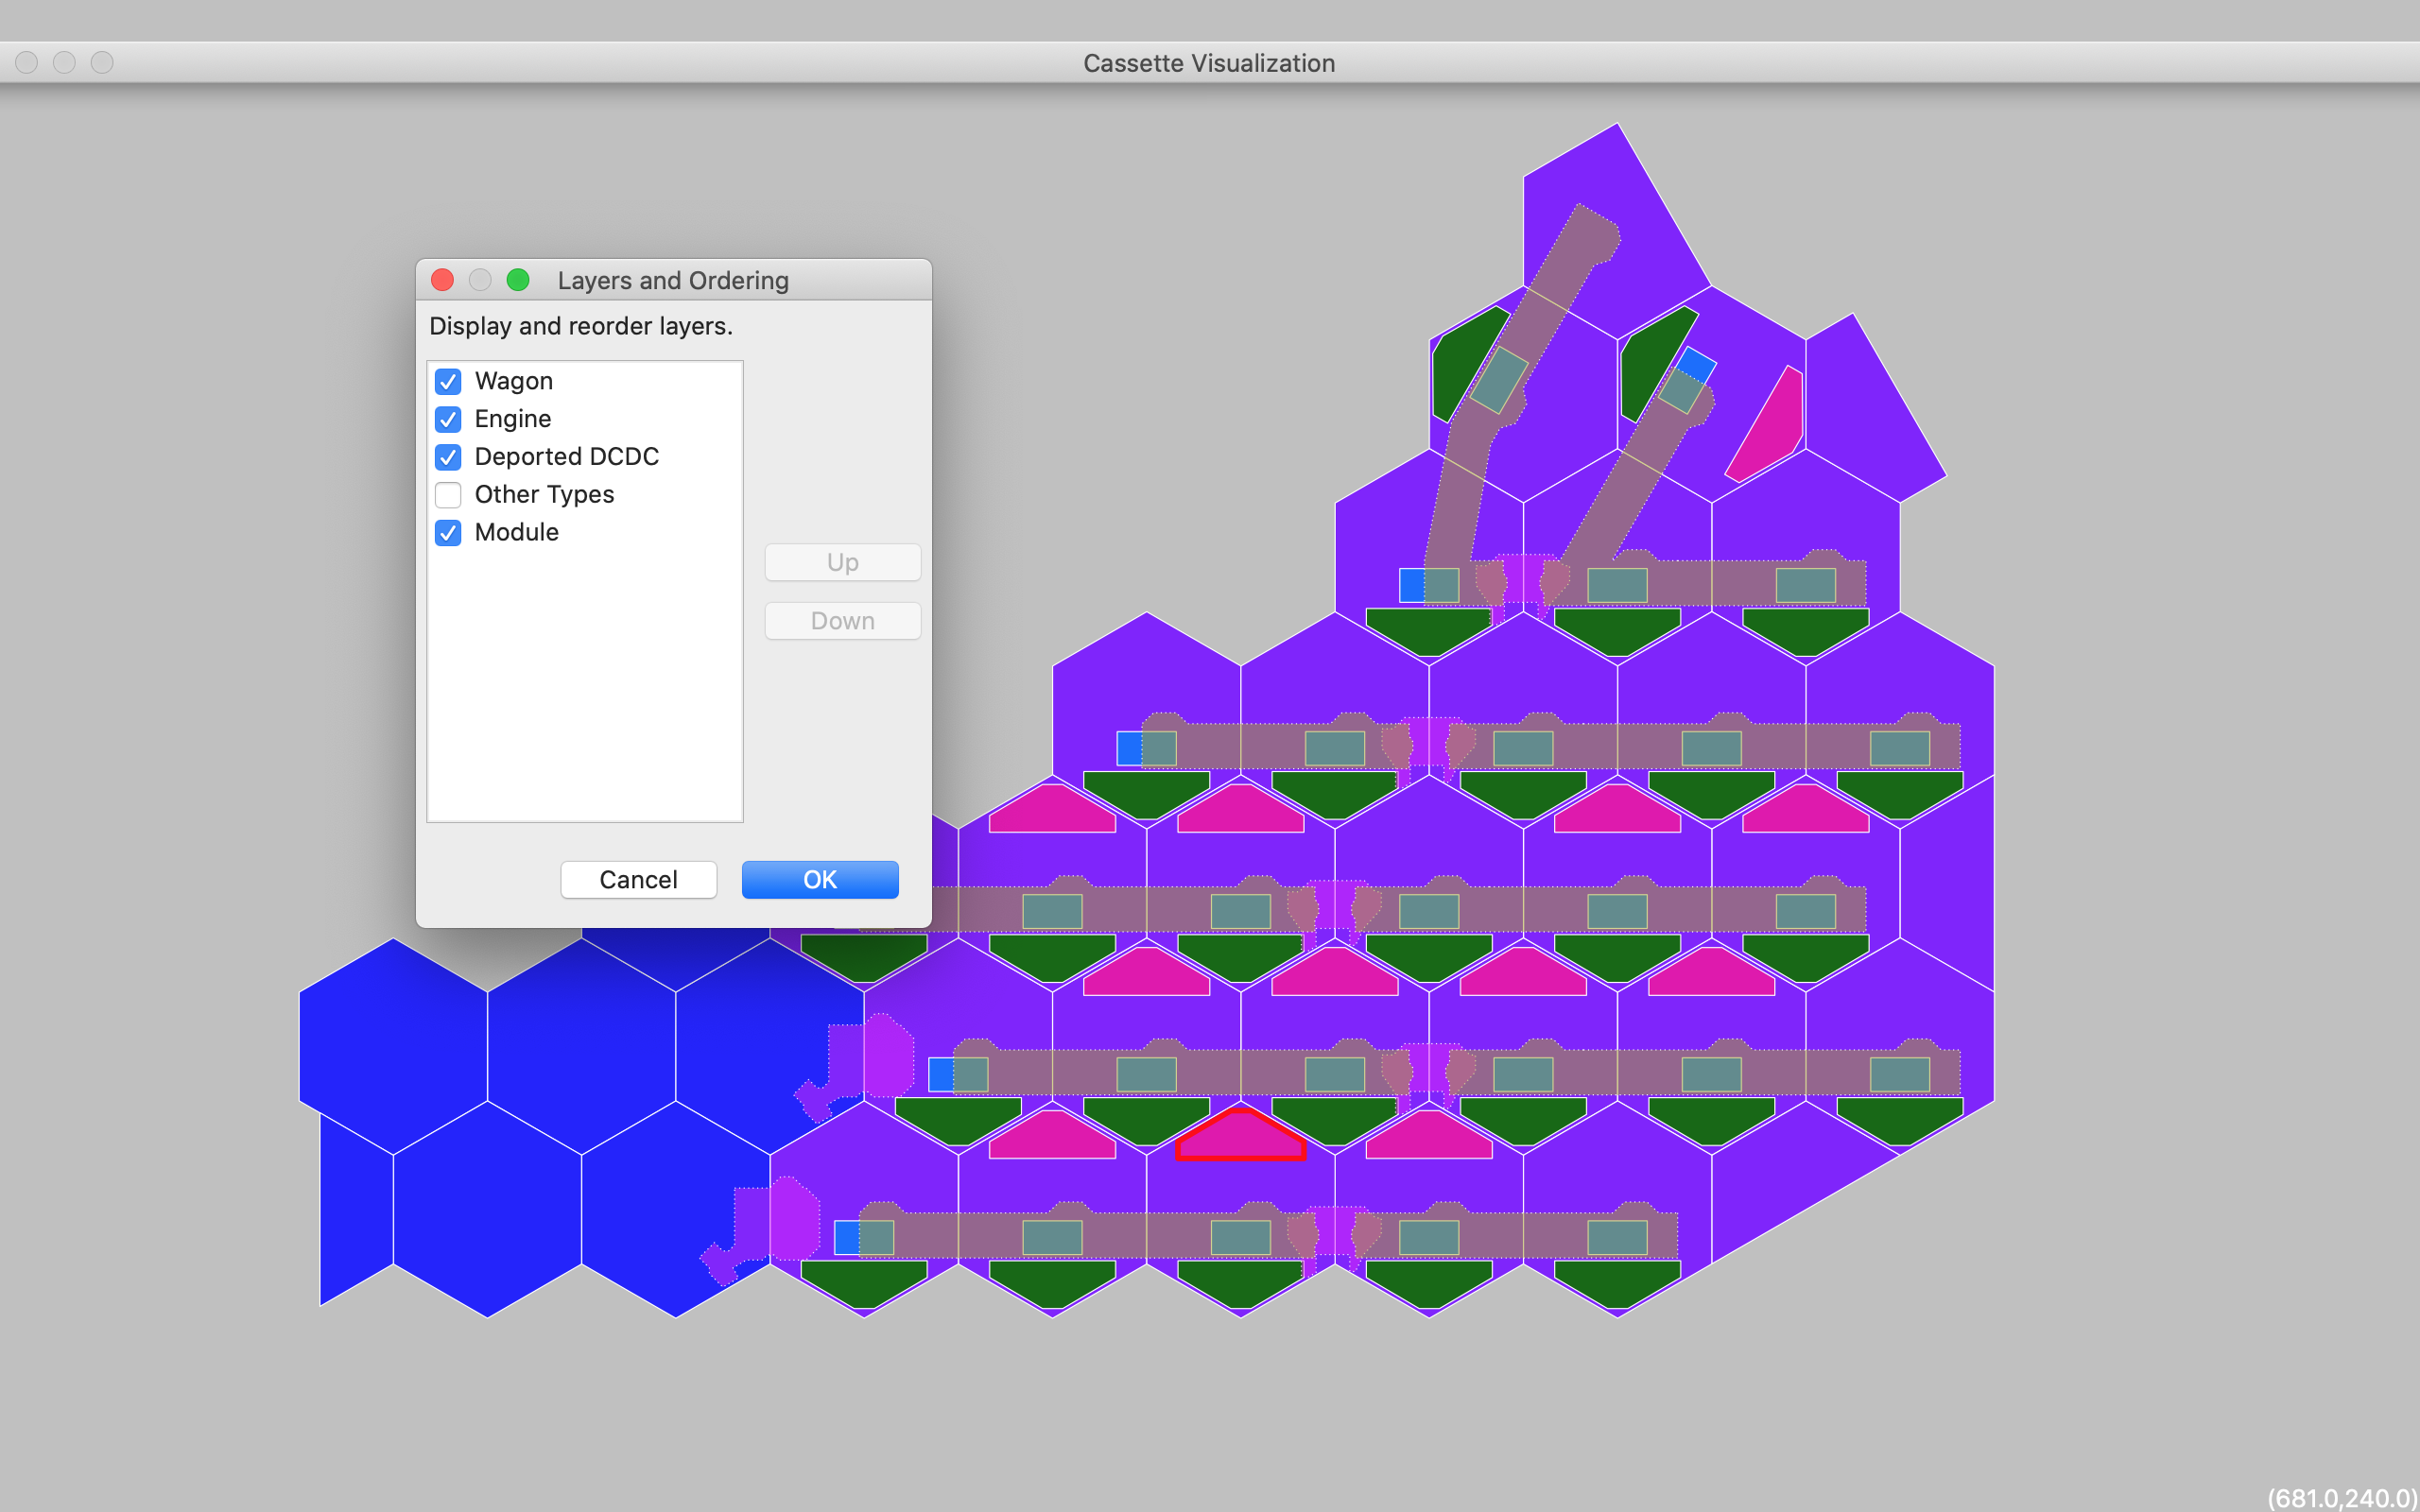 Cassette Visualization
Layers and Ordering
Display and reorder layers.
Wagon
Engine
Deported DCDC
Other Types
Module
Up
Down
Cancel
OK
(681.0,240.0)